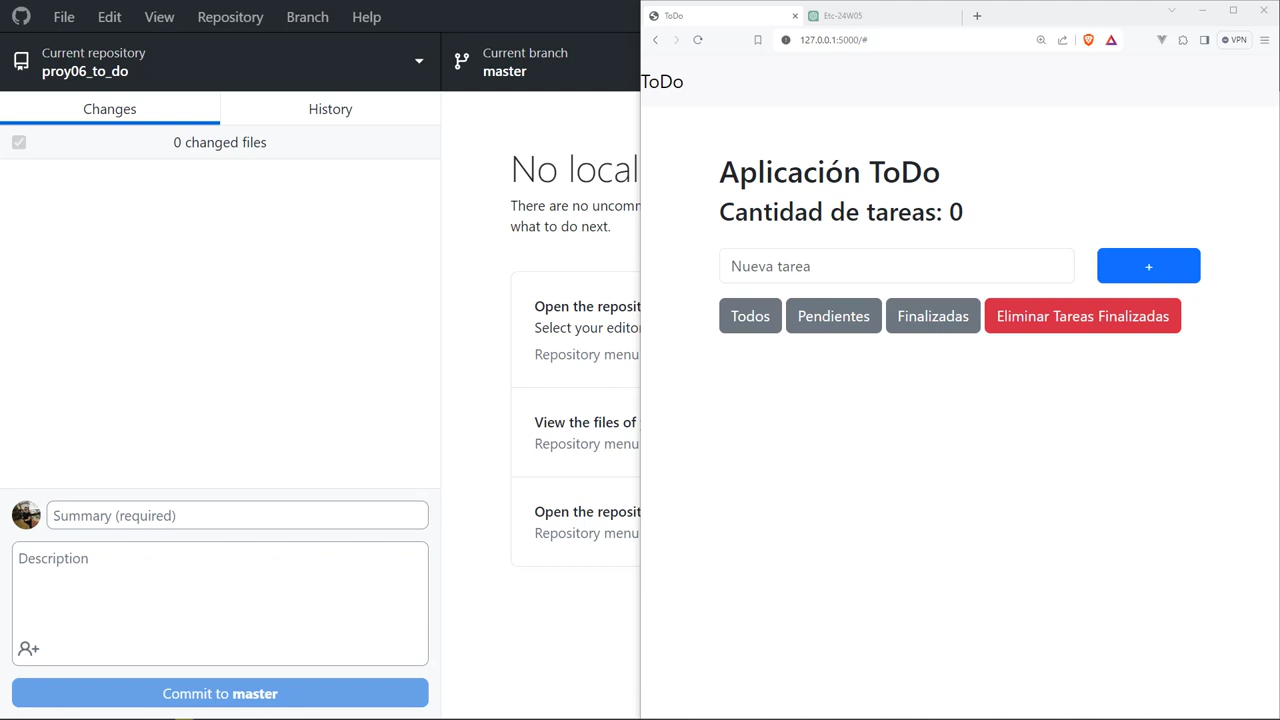 File Edit View Repository Branch Help
Current repository
proy06_to_do
Current branch
master
Changes
History
0 changed files
No local
There are no uncomm
what to do next.
Open the reposit
Select your editor
Repository menu
View the files of
Repository menu
Open the reposit
Repository menu
Summary (required)
Description
Commit to master
ToDo
Etc-24W05
127.0.0.1:5000/#
VPN
ToDo
Aplicación ToDo
Cantidad de tareas: 0
Nueva tarea
+
Todos
Pendientes
Finalizadas
Eliminar Tareas Finalizadas